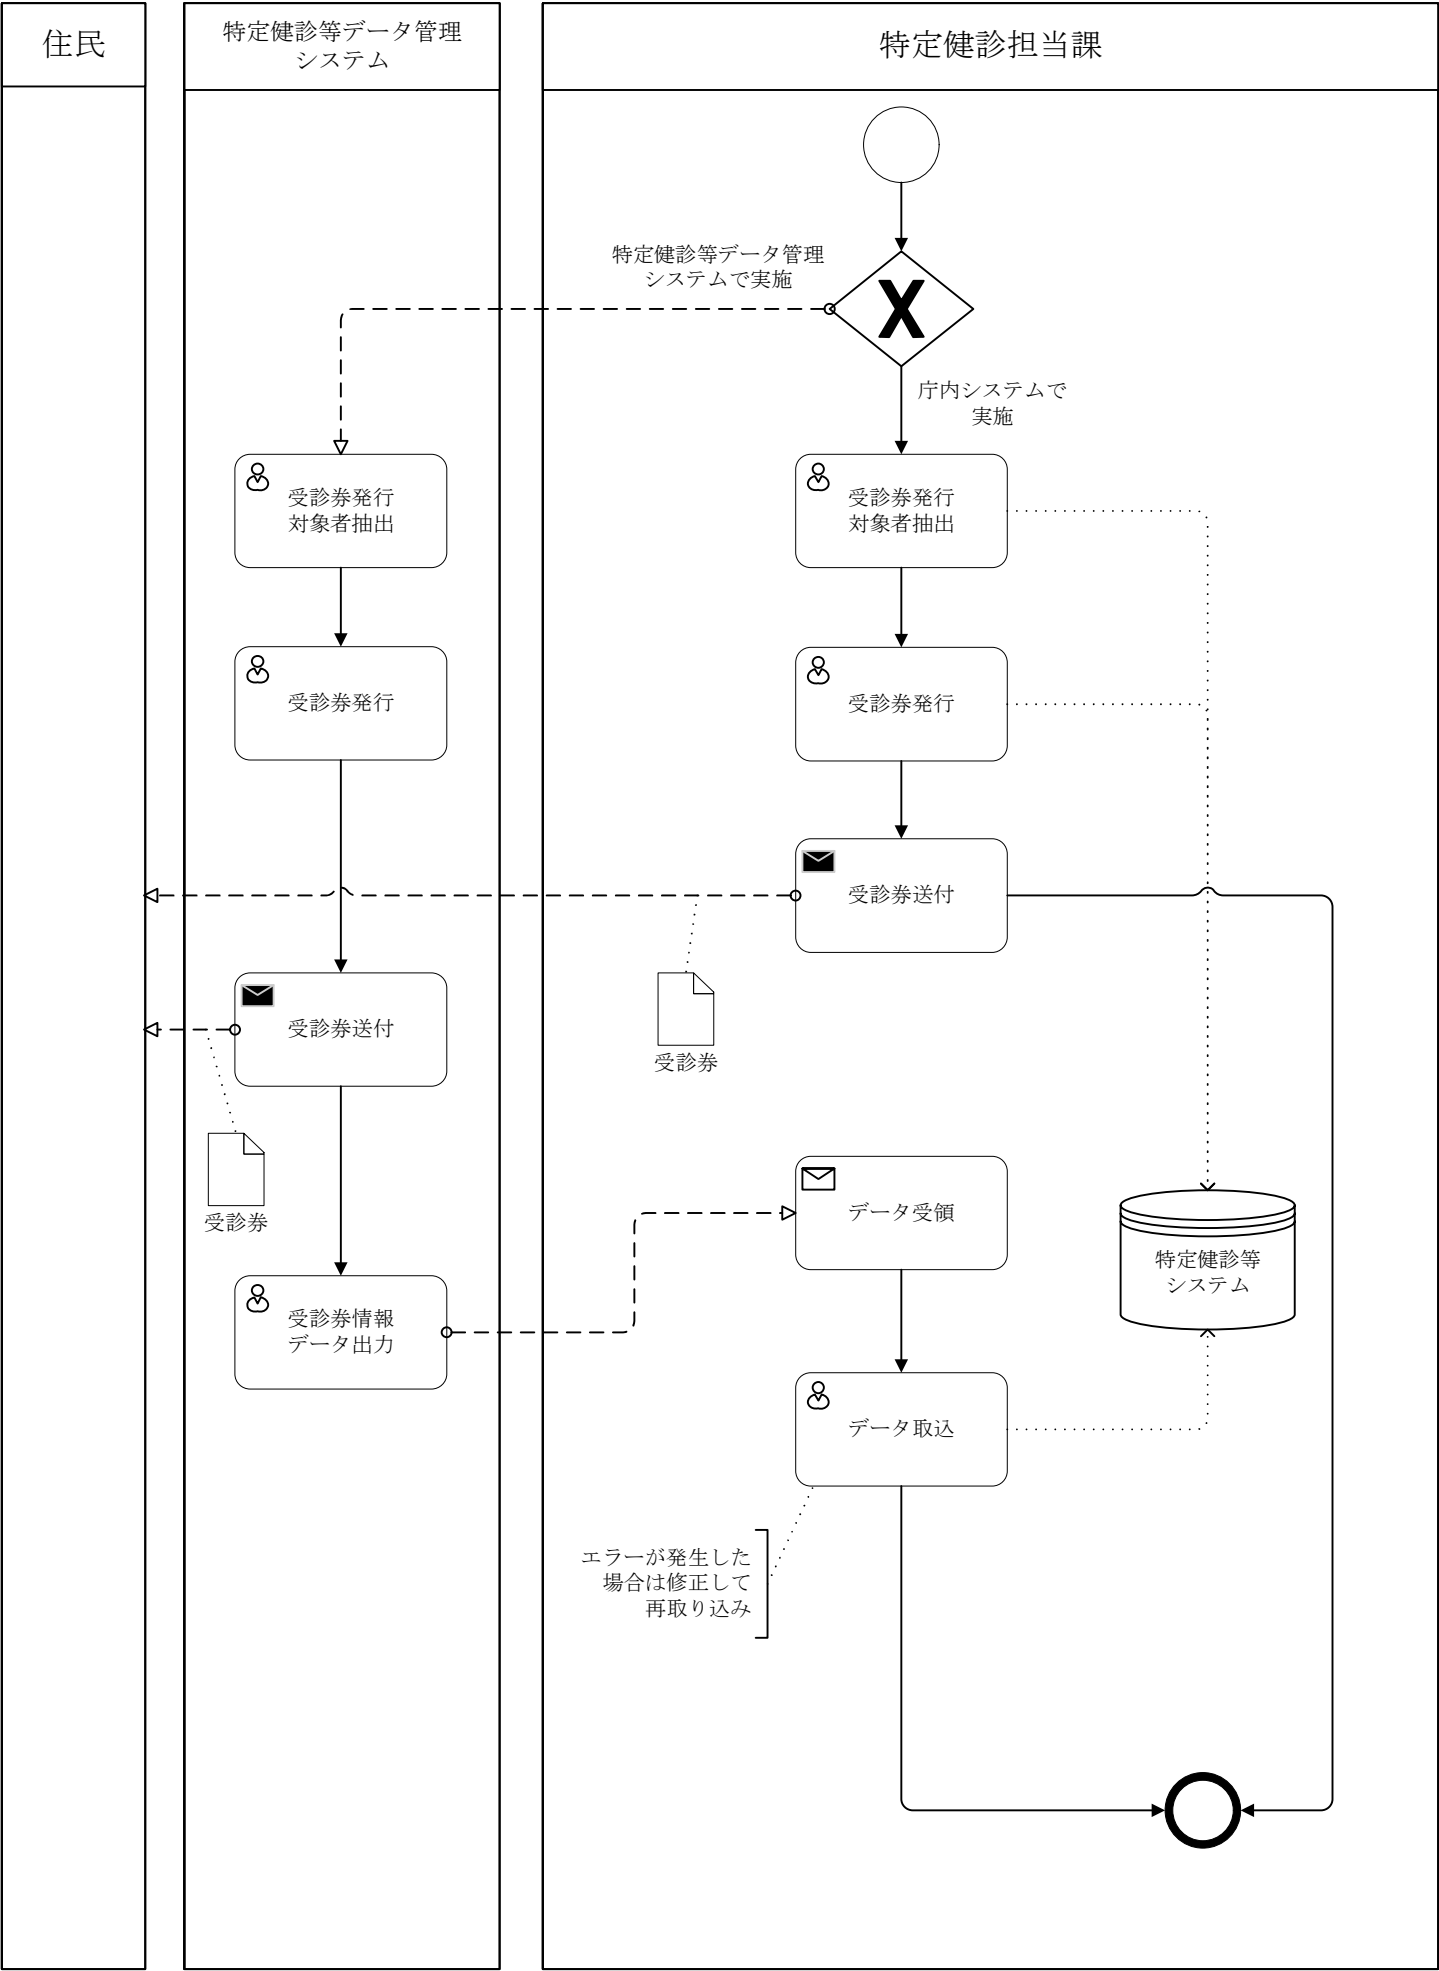 住民
特定健診等データ管理
システム
特定健診担当課
特定健診等データ管理
システムで実施
庁内システムで
実施
受診券発行
対象者抽出
受診券発行
対象者抽出
受診券発行
受診券発行
受診券送付
受診券送付
受診券
受診券
データ受領
特定健診等
システム
受診券情報
データ出力
データ取込
エラーが発生した
場合は修正して
再取り込み